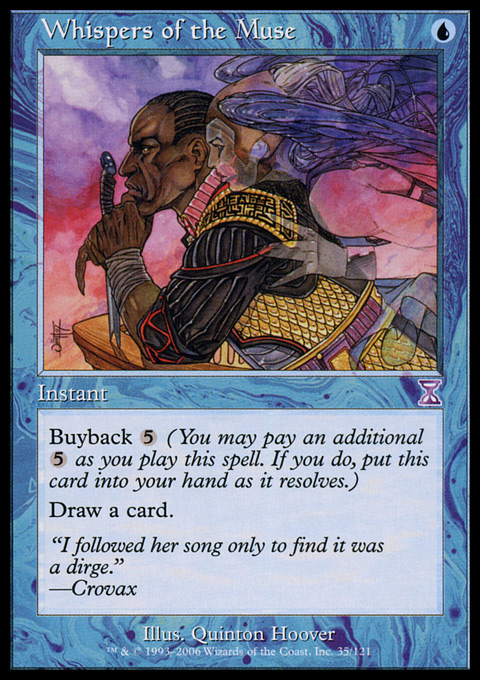 Whispers of the Muse
Instant
Buyback 5 (You may pay an additional
5 as you play this spell. If you do, put this
card into your hand as it resolves.)
Draw a card.
“I followed her song only to find it was
a dirge.”
—Crovax
Illus. Quinton Hoover
™ & © 1993–2006 Wizards of the Coast, Inc. 35/121